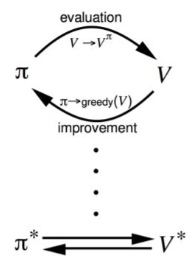 evaluation
V → V^π
π V
π→greedy(V)
improvement
π* V*